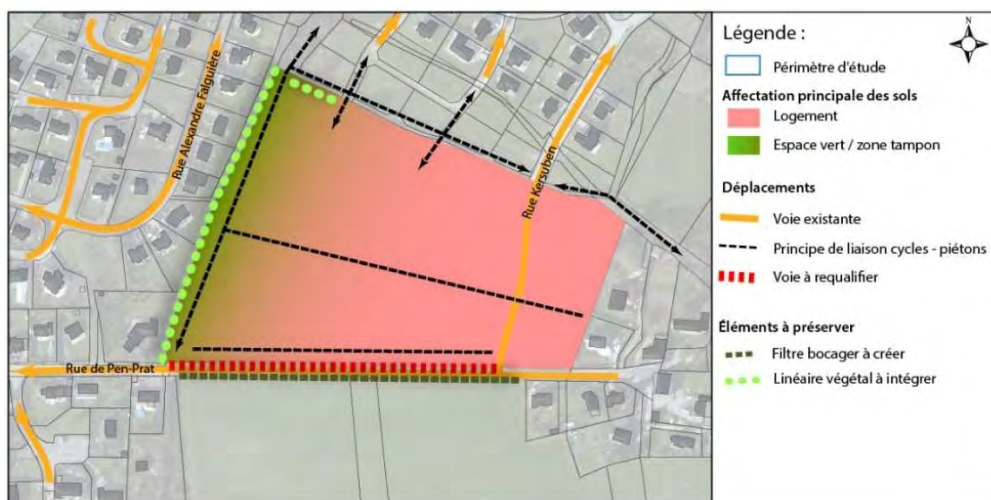 Légende :
N
Périmètre d'étude
Affectation principale des sols
Logement
Espace vert / zone tampon
Déplacements
Voie existante
Principe de liaison cycles - piétons
Voie à requalifier
Éléments à préserver
Filtre bocager à créer
Linéaire végétal à intégrer
Rue Alexandre Falguière
Rue Kersuben
Rue de Pen-Prat